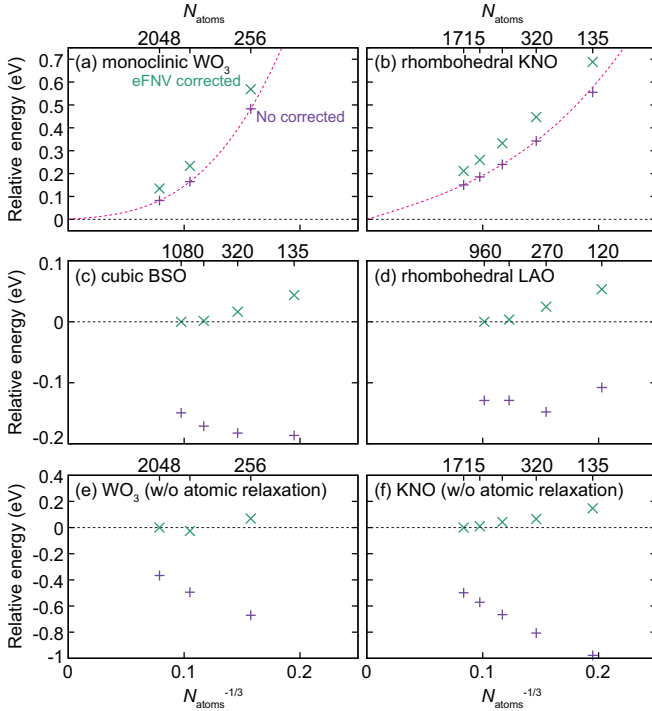 N_atoms N_atoms
2048 256 1715 320 135
(a) monoclinic WO₃ (b) rhombohedral KNO
eFNV corrected
No corrected
Relative energy (eV)
0.7
0.6
0.5
0.4
0.3
0.2
0.1
0
1080 320 135 960 270 120
(c) cubic BSO (d) rhombohedral LAO
Relative energy (eV)
0.1
0
-0.1
-0.2
2048 256 1715 320 135
(e) WO₃ (w/o atomic relaxation) (f) KNO (w/o atomic relaxation)
Relative energy (eV)
0.4
0.2
0
-0.2
-0.4
-0.6
-0.8
-1
0 0.1 0.2 0 0.1 0.2
N_atoms^-1/3 N_atoms^-1/3